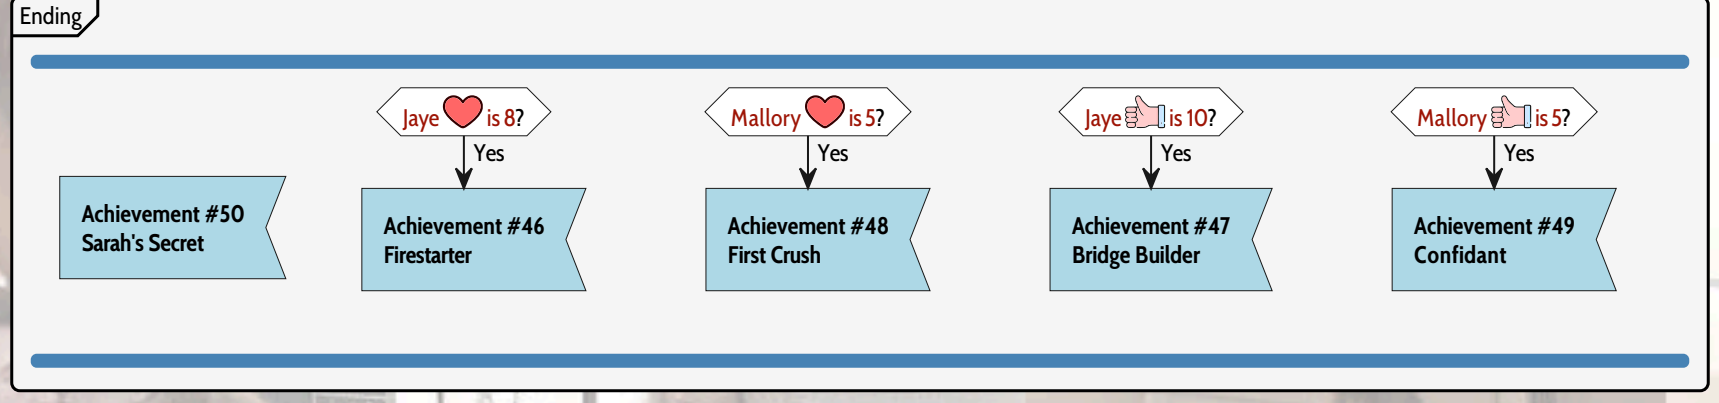 Ending
Jaye is 8?
Mallory is 5?
Jaye is 10?
Mallory is 5?
Yes
Yes
Yes
Yes
Achievement #50
Sarah's Secret
Achievement #46
Firestarter
Achievement #48
First Crush
Achievement #47
Bridge Builder
Achievement #49
Confidant